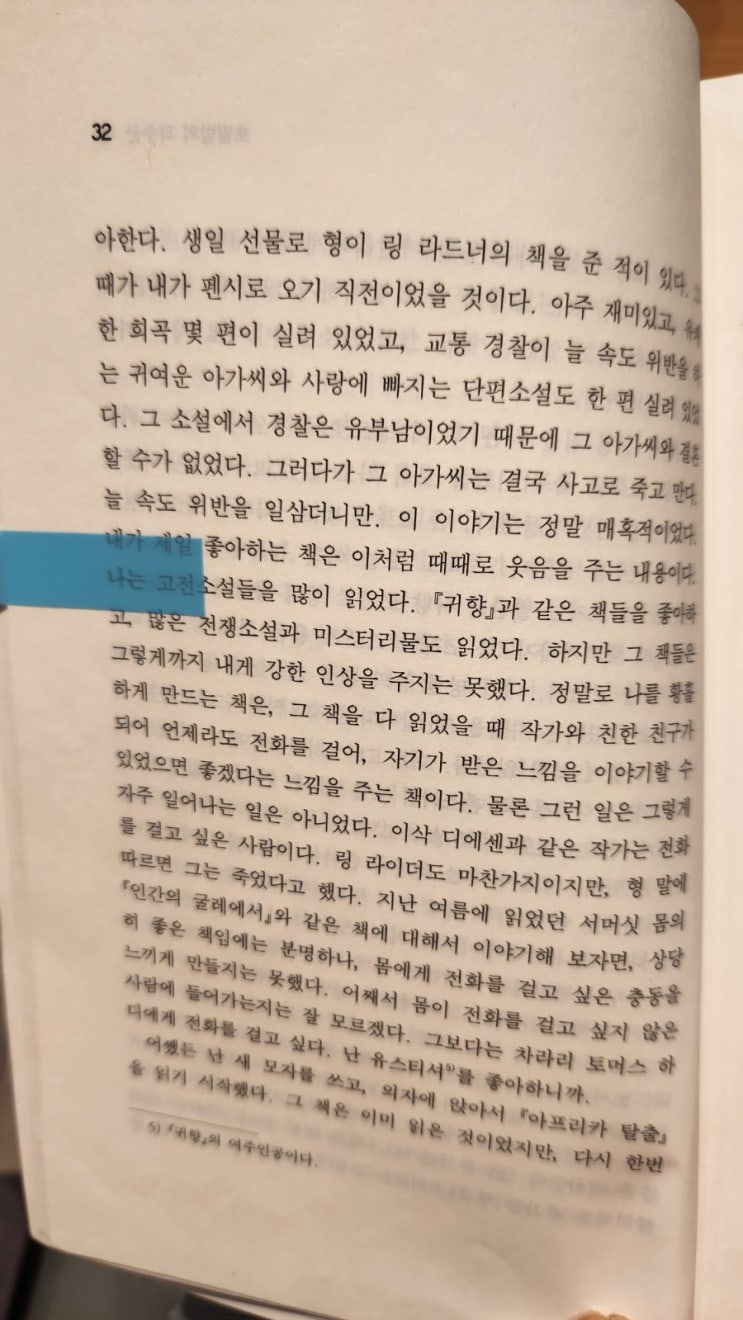 32
아한다. 생일 선물로 형이 링 라드너의 책을 준 적이 있다.
때가 내가 펜시로 오기 직전이었을 것이다. 아주 재미있고,
한 희곡 몇 편이 실려 있었고, 교통 경찰이 늘 속도 위반을 하
는 귀여운 아가씨와 사랑에 빠지는 단편소설도 한 편 실려 있었
다. 그 소설에서 경찰은 유부남이었기 때문에 그 아가씨와 결혼
할 수가 없었다. 그러다가 그 아가씨는 결국 사고로 죽고 만다.
늘 속도 위반을 일삼더니만. 이 이야기는 정말 매혹적이었다.
내가 제일 좋아하는 책은 이처럼 때때로 웃음을 주는 내용이다.
나는 고전소설들을 많이 읽었다. 『귀향』과 같은 책들을 좋아하
고, 많은 전쟁소설과 미스터리물도 읽었다. 하지만 그 책들은
그렇게까지 내게 강한 인상을 주지는 못했다. 정말로 나를 황홀
하게 만드는 책은, 그 책을 다 읽었을 때 작가와 친한 친구가
되어 언제라도 전화를 걸어, 자기가 받은 느낌을 이야기할 수
있었으면 좋겠다는 느낌을 주는 책이다. 물론 그런 일은 그렇게
자주 일어나는 일은 아니었다. 이삭 디에센과 같은 작가는 전화
를 걸고 싶은 사람이다. 링 라이더도 마찬가지이지만, 형 말에
따르면 그는 죽었다고 했다. 지난 여름에 읽었던 서머싯 몸의
『인간의 굴레에서』와 같은 책에 대해서 이야기해 보자면, 상당
히 좋은 책임에는 분명하나, 몸에게 전화를 걸고 싶은 충동을
느끼게 만들지는 못했다. 어째서 몸이 전화를 걸고 싶지 않은
사람에 들어가는지는 잘 모르겠다. 그보다는 차라리 토머스 하
디에게 전화를 걸고 싶다. 난 유스티셔5)를 좋아하니까.
어쨌든 난 새 모자를 쓰고, 의자에 앉아서 『아프리카 탈출』
을 읽기 시작했다. 그 책은 이미 읽은 것이었지만, 다시 한번
5) 『귀향』의 여주인공이다.